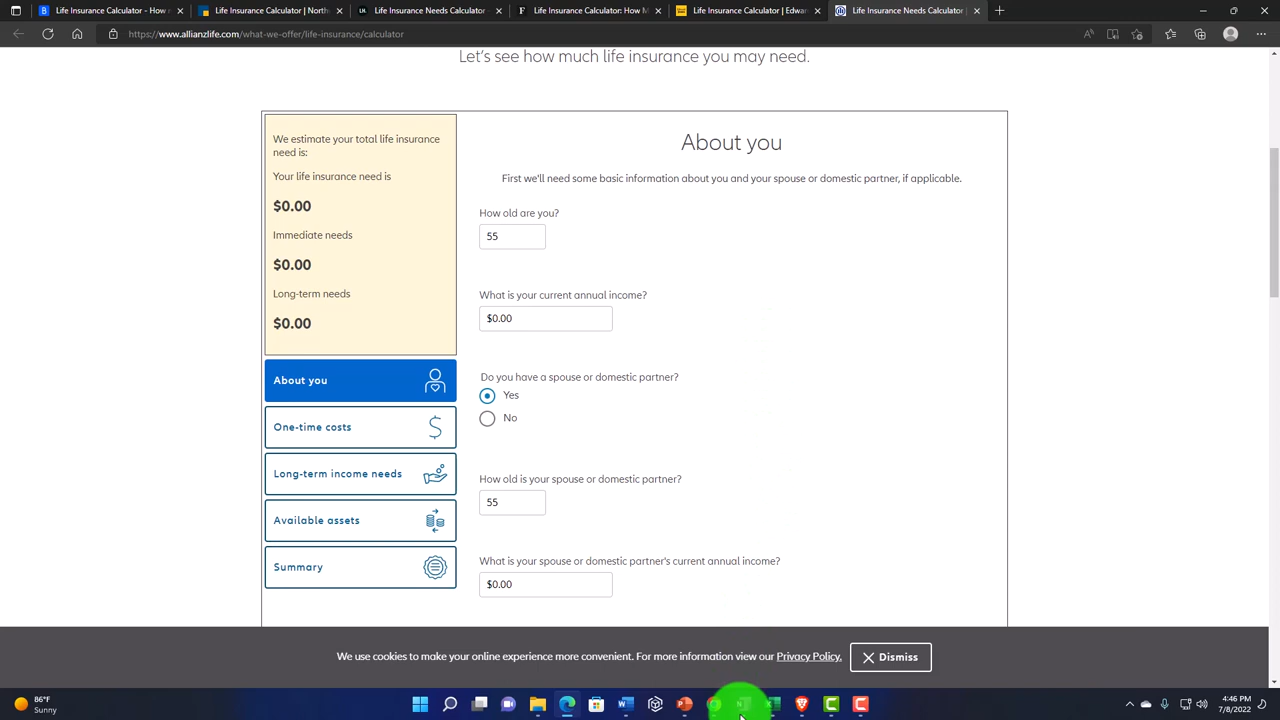 Life Insurance Calculator - How m
Life Insurance Calculator | North
Life Insurance Needs Calculator
Life Insurance Calculator: How M
Life Insurance Calculator | Edwar
Life Insurance Needs Calculator
https://www.allianzlife.com/what-we-offer/life-insurance/calculator
Let's see how much life insurance you may need.
We estimate your total life insurance
need is:
Your life insurance need is
$0.00
Immediate needs
$0.00
Long-term needs
$0.00
About you
One-time costs
Long-term income needs
Available assets
Summary
About you
First we'll need some basic information about you and your spouse or domestic partner, if applicable.
How old are you?
55
What is your current annual income?
$0.00
Do you have a spouse or domestic partner?
Yes
No
How old is your spouse or domestic partner?
55
What is your spouse or domestic partner's current annual income?
$0.00
We use cookies to make your online experience more convenient. For more information view our Privacy Policy.
Dismiss
86°F
Sunny
4:46 PM
7/8/2022